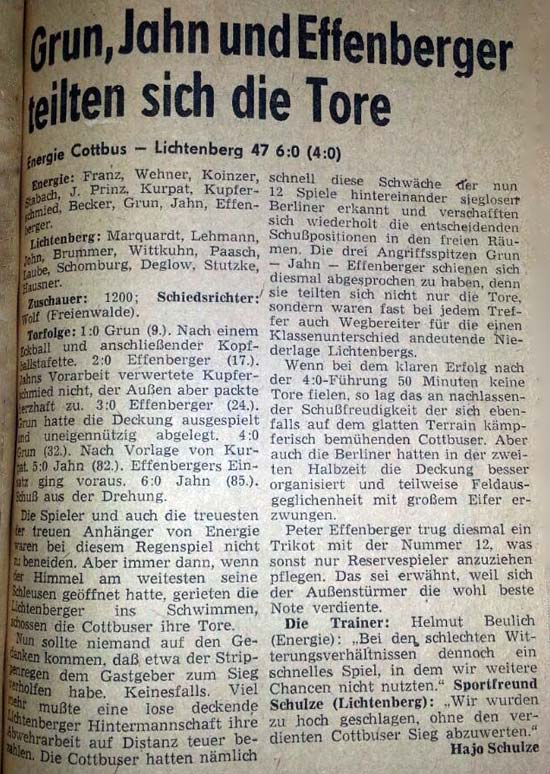 Grun, Jahn und Effenberger
teilten sich die Tore
Energie Cottbus – Lichtenberg 47 6:0 (4:0)
Energie: Franz, Wehner, Koinzer,
Stabach, J. Prinz, Kurpat, Kupfer-
schmied, Becker, Grun, Jahn, Effen-
berger.
Lichtenberg: Marquardt, Lehmann,
John, Brummer, Wittkuhn, Paasch,
Laube, Schomburg, Deglow, Stutzke,
Hausner.
Zuschauer: 1200; Schiedsrichter:
Wolf (Freienwalde).
Torfolge: 1:0 Grun (9.). Nach einem
Eckball und anschließender Kopf-
ballstafette. 2:0 Effenberger (17.).
Jahns Vorarbeit verwertete Kupfer-
schmied nicht, der Außen aber packte
herzhaft zu. 3:0 Effenberger (24.).
Grun hatte die Deckung ausgespielt
und uneigennützig abgelegt. 4:0
Grun (32.). Nach Vorlage von Kur-
pat. 5:0 Jahn (82.). Effenbergers Ein-
satz ging voraus. 6:0 Jahn (85.).
Schuß aus der Drehung.
Die Spieler und auch die treuesten
der treuen Anhänger von Energie
waren bei diesem Regenspiel nicht
zu beneiden. Aber immer dann, wenn
der Himmel am weitesten seine
Schleusen geöffnet hatte, gerieten die
Lichtenberger ins Schwimmen,
schossen die Cottbuser ihre Tore.
Nun sollte niemand auf den Ge-
danken kommen, daß etwa der Strip-
penregen dem Gastgeber zum Sieg
verholfen habe. Keinesfalls. Viel
mehr mußte eine lose deckende
Lichtenberger Hintermannschaft ihre
Abwehrarbeit auf Distanz teuer be-
zahlen. Die Cottbuser hatten nämlich
schnell diese Schwäche der nun
12 Spiele hintereinander sieglosen
Berliner erkannt und verschafften
sich wiederholt die entscheidenden
Schußpositionen in den freien Räu-
men. Die drei Angriffsspitzen Grun
– Jahn – Effenberger schienen sich
diesmal abgesprochen zu haben, denn
sie teilten sich nicht nur die Tore,
sondern waren fast bei jedem Tref-
fer auch Wegbereiter für die einen
Klassenunterschied andeutende Nie-
derlage Lichtenbergs.
Wenn bei dem klaren Erfolg nach
der 4:0-Führung 50 Minuten keine
Tore fielen, so lag das an nachlassen-
der Schußfreudigkeit der sich eben-
falls auf dem glatten Terrain kämp-
ferisch bemühenden Cottbuser. Aber
auch die Berliner hatten in der zwei-
ten Halbzeit die Deckung besser
organisiert und teilweise Feldaus-
geglichenheit mit großem Eifer er-
zwungen.
Peter Effenberger trug diesmal ein
Trikot mit der Nummer 12, was
sonst nur Reservespieler anzuziehen
pflegen. Das sei erwähnt, weil sich
der Außenstürmer die wohl beste
Note verdiente.
Die Trainer: Helmut Beulich
(Energie): „Bei den schlechten Wit-
terungsverhältnissen dennoch ein
schnelles Spiel, in dem wir weitere
Chancen nicht nutzten.“ Sportfreund
Schulze (Lichtenberg): „Wir wurden
zu hoch geschlagen, ohne den ver-
dienten Cottbuser Sieg abzuwerten.“
Hajo Schulze